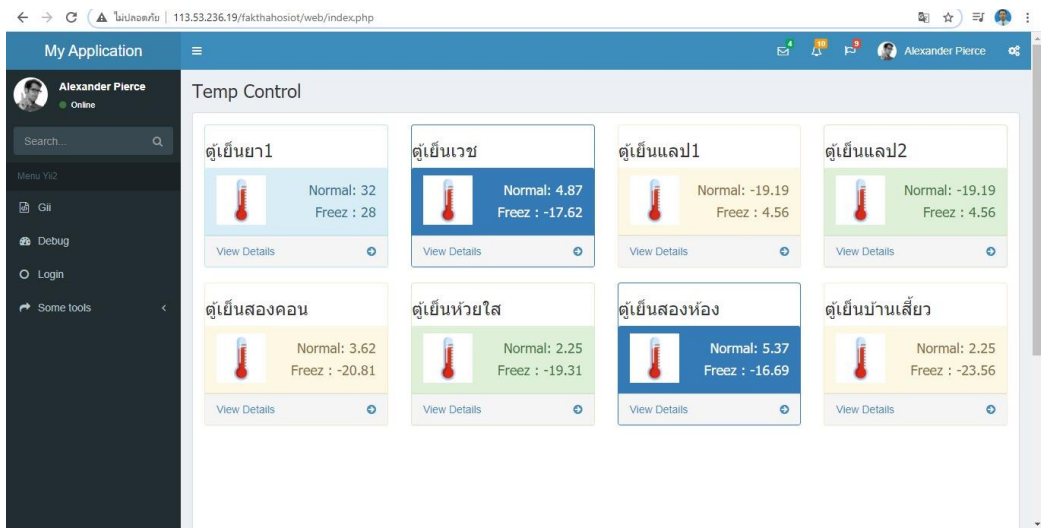 ไม่ปลอดภัย | 113.53.236.19/fakthahosiot/web/index.php
My Application
4
10
9
Alexander Pierce
Alexander Pierce
Online
Search...
Menu Yii2
Gii
Debug
Login
Some tools
Temp Control
ตู้เย็นยา1
Normal: 32
Freez : 28
View Details
ตู้เย็นเวช
Normal: 4.87
Freez : -17.62
View Details
ตู้เย็นแลป1
Normal: -19.19
Freez : 4.56
View Details
ตู้เย็นแลป2
Normal: -19.19
Freez : 4.56
View Details
ตู้เย็นสองคอน
Normal: 3.62
Freez : -20.81
View Details
ตู้เย็นห้วยใส
Normal: 2.25
Freez : -19.31
View Details
ตู้เย็นสองห้อง
Normal: 5.37
Freez : -16.69
View Details
ตู้เย็นบ้านเสี้ยว
Normal: 2.25
Freez : -23.56
View Details